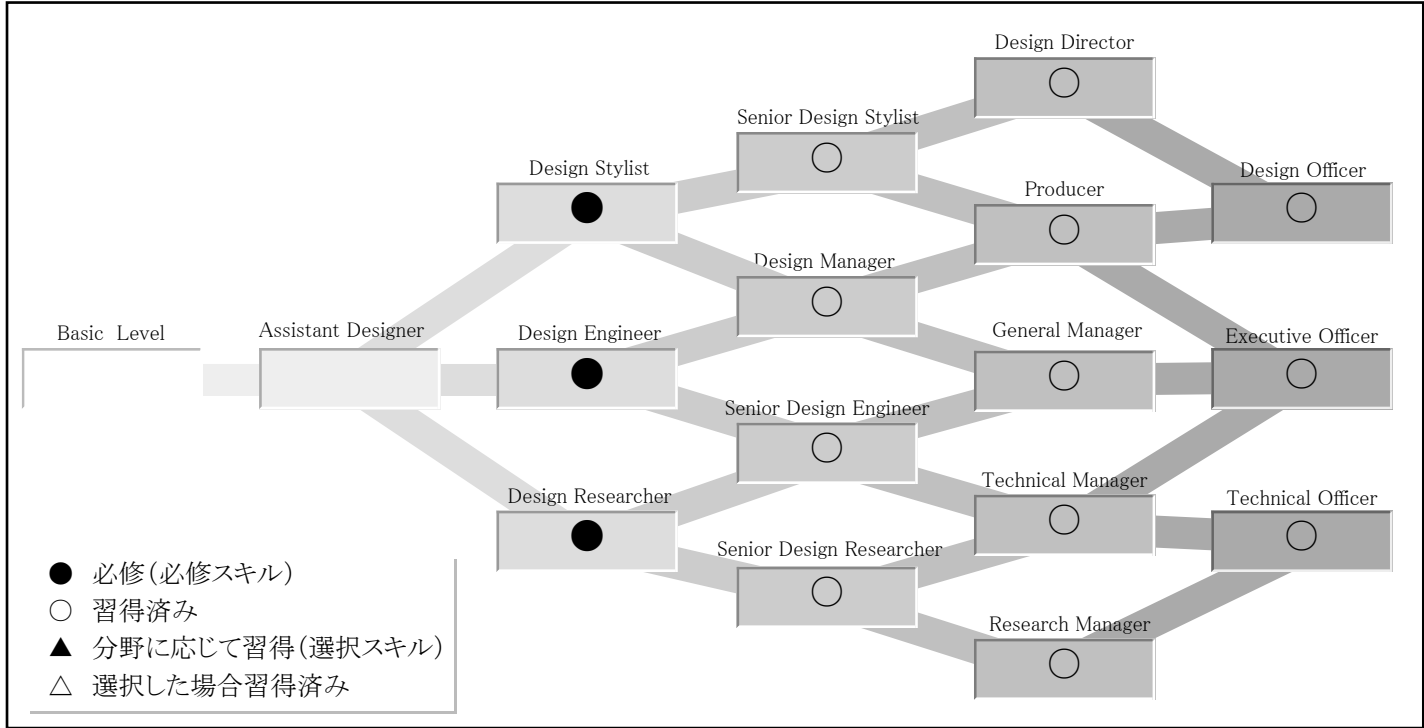 Design Director
Senior Design Stylist
Design Stylist
Producer
Design Officer
Design Manager
Basic Level
Assistant Designer
Design Engineer
General Manager
Executive Officer
Senior Design Engineer
Design Researcher
Technical Manager
Technical Officer
Senior Design Researcher
Research Manager
● 必修(必修スキル)
○ 習得済み
▲ 分野に応じて習得(選択スキル)
△ 選択した場合習得済み